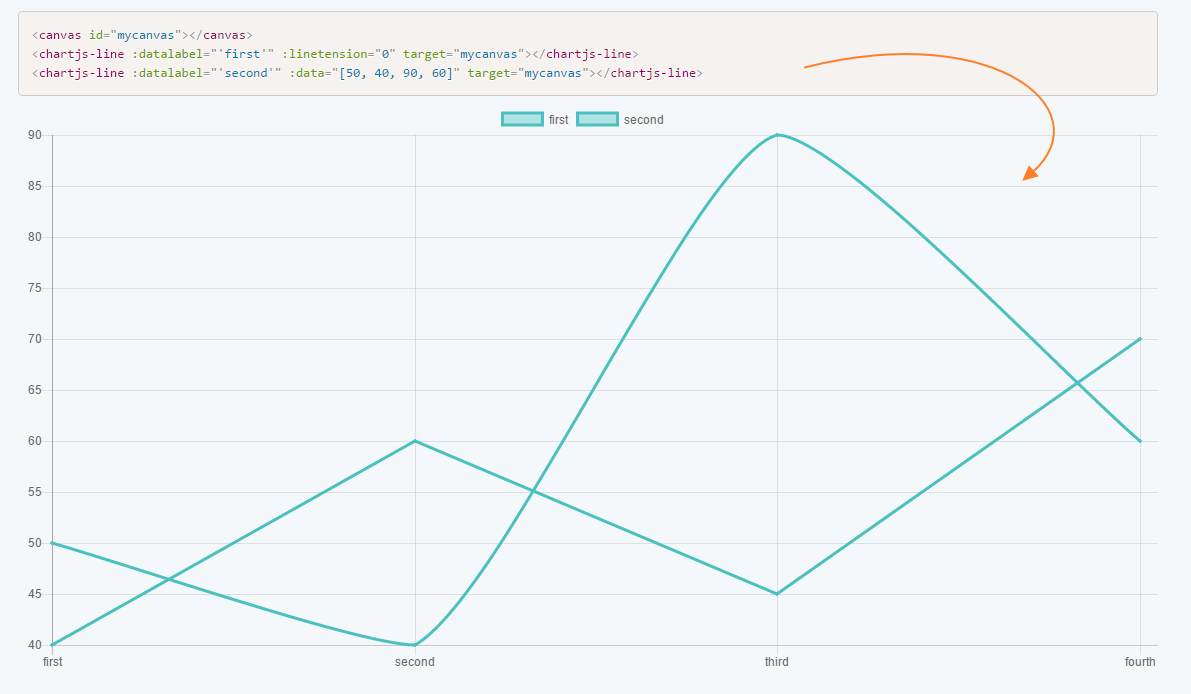 <canvas id="mycanvas"></canvas>
<chartjs-line :datalabel="'first'" :linetension="0" target="mycanvas"></chartjs-line>
<chartjs-line :datalabel="'second'" :data="[50, 40, 90, 60]" target="mycanvas"></chartjs-line>
first second
90
85
80
75
70
65
60
55
50
45
40
first second third fourth